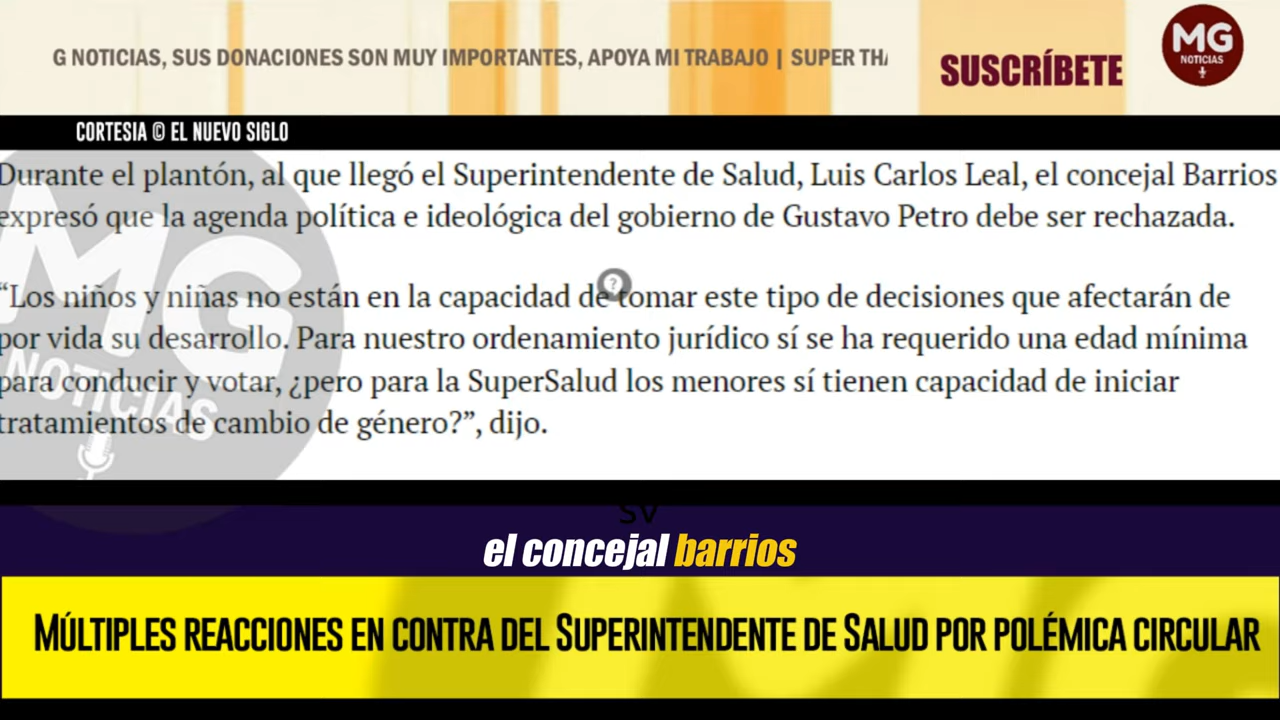 G NOTICIAS, SUS DONACIONES SON MUY IMPORTANTES, APOYA MI TRABAJO | SUPER THA
SUSCRÍBETE
MG
NOTICIAS
CORTESIA © EL NUEVO SIGLO
Durante el plantón, al que llegó el Superintendente de Salud, Luis Carlos Leal, el concejal Barrios
expresó que la agenda política e ideológica del gobierno de Gustavo Petro debe ser rechazada.
“Los niños y niñas no están en la capacidad de tomar este tipo de decisiones que afectarán de
por vida su desarrollo. Para nuestro ordenamiento jurídico sí se ha requerido una edad mínima
para conducir y votar, ¿pero para la SuperSalud los menores sí tienen capacidad de iniciar
tratamientos de cambio de género?”, dijo.
?
MG
NOTICIAS
sv
el concejal barrios
MÚLTIPLES REACCIONES EN CONTRA DEL SUPERINTENDENTE DE SALUD POR POLÉMICA CIRCULAR